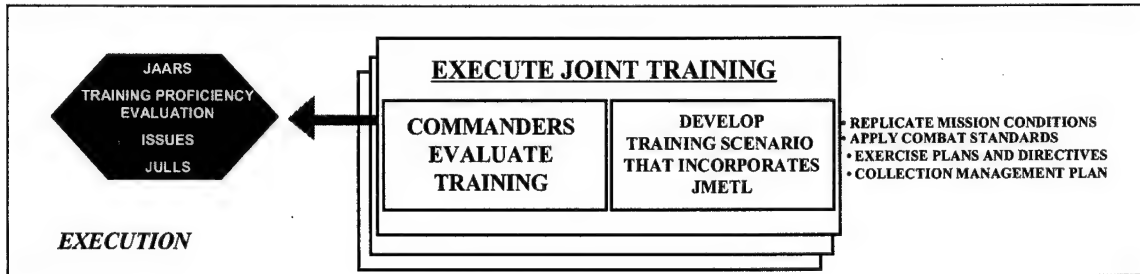 JAARS
TRAINING PROFICIENCY
EVALUATION
ISSUES
JULLS
EXECUTE JOINT TRAINING
COMMANDERS
EVALUATE
TRAINING
DEVELOP
TRAINING SCENARIO
THAT INCORPORATES
JMETL
• REPLICATE MISSION CONDITIONS
• APPLY COMBAT STANDARDS
• EXERCISE PLANS AND DIRECTIVES
• COLLECTION MANAGEMENT PLAN
EXECUTION